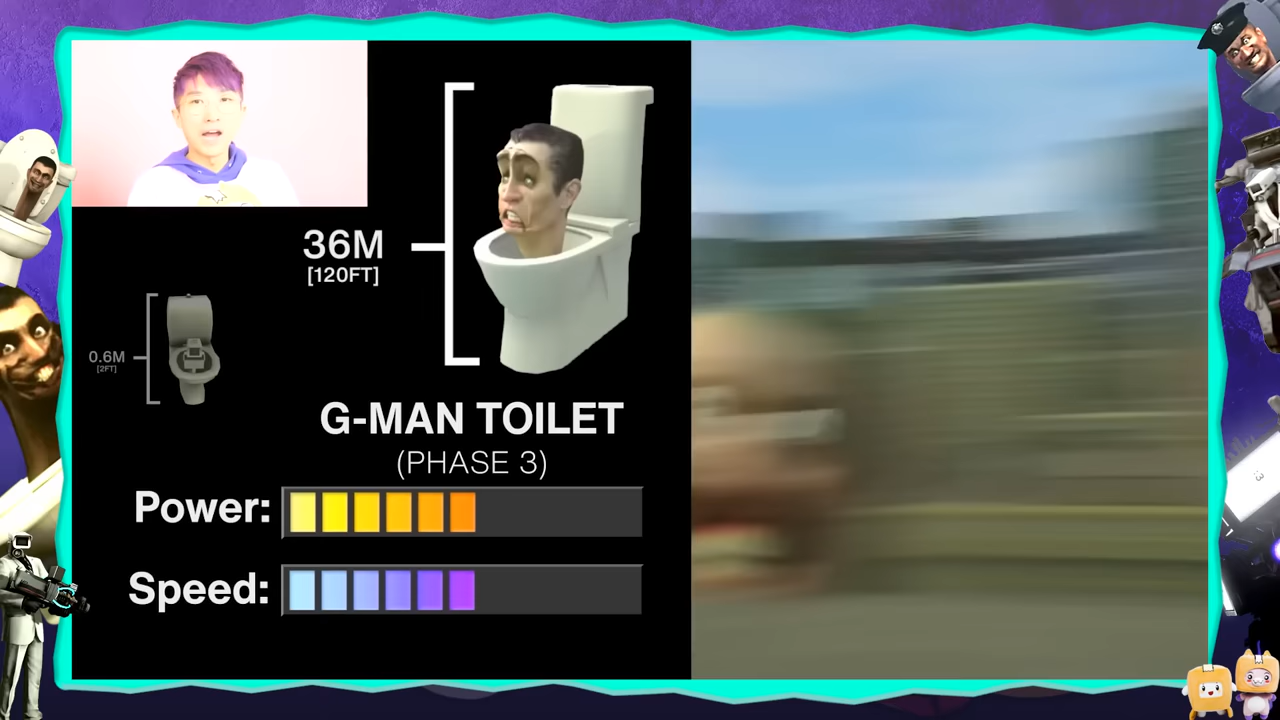 36M
[120FT]
0.6M
[2FT]
G-MAN TOILET
(PHASE 3)
Power:
Speed: